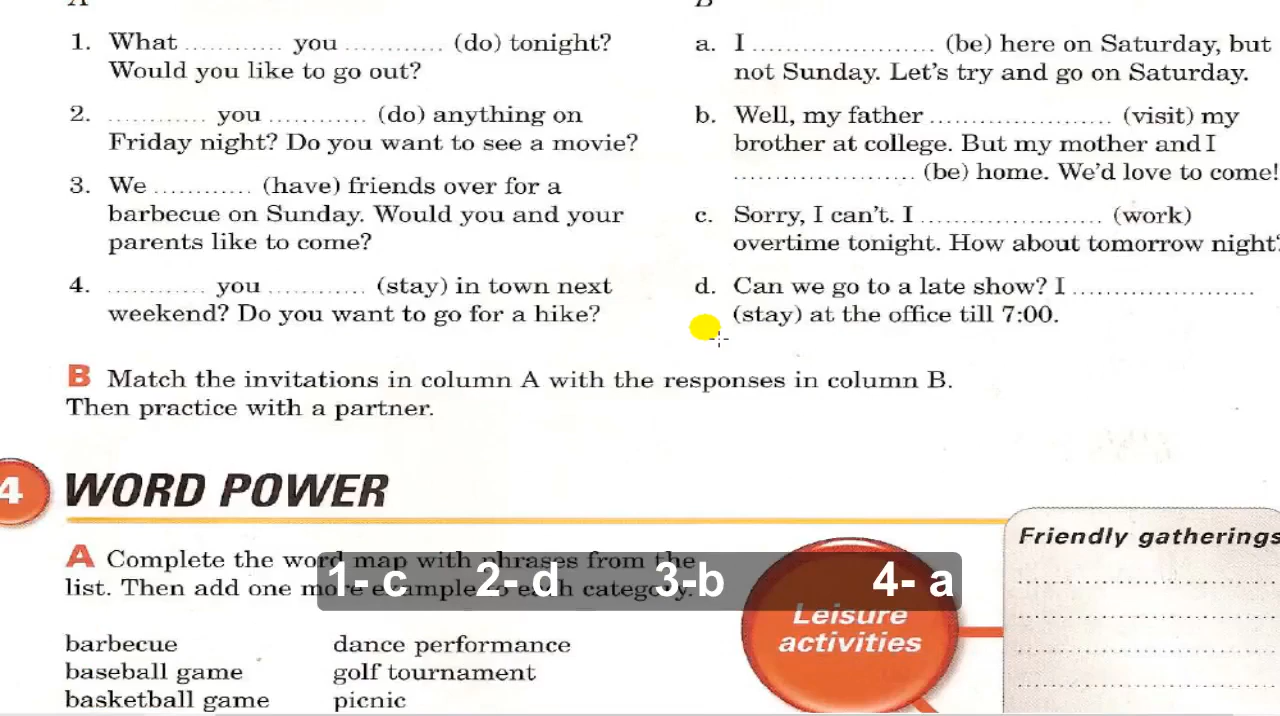 A
1. What ............ you ............ (do) tonight?
Would you like to go out?
2. ............ you ............ (do) anything on
Friday night? Do you want to see a movie?
3. We ............ (have) friends over for a
barbecue on Sunday. Would you and your
parents like to come?
4. ............ you ............ (stay) in town next
weekend? Do you want to go for a hike?
B
a. I ...................... (be) here on Saturday, but
not Sunday. Let's try and go on Saturday.
b. Well, my father ...................... (visit) my
brother at college. But my mother and I
...................... (be) home. We'd love to come!
c. Sorry, I can't. I ...................... (work)
overtime tonight. How about tomorrow night?
d. Can we go to a late show? I ......................
(stay) at the office till 7:00.
B Match the invitations in column A with the responses in column B.
Then practice with a partner.
4 WORD POWER
A Complete the word map with phrases from the
list. Then add one more example to each category.
1- c 2- d 3-b 4- a
barbecue
baseball game
basketball game
dance performance
golf tournament
picnic
Leisure
activities
Friendly gatherings